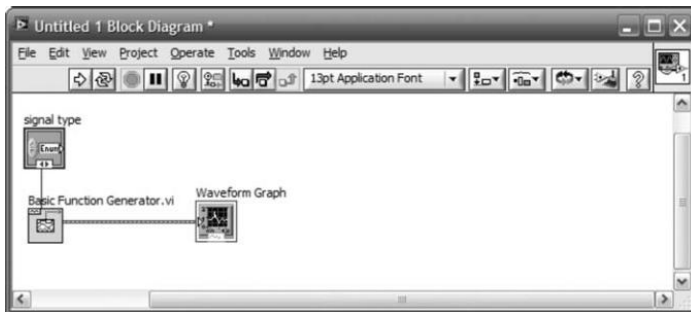 Untitled 1 Block Diagram *
File Edit View Project Operate Tools Window Help
13pt Application Font
1
signal type
Enum
Basic Function Generator.vi
Waveform Graph